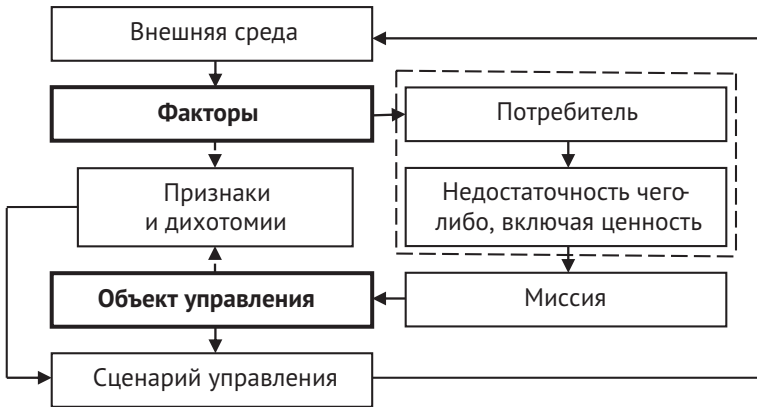 Внешняя среда
Факторы
Потребитель
Признаки
и дихотомии
Недостаточность чего-
либо, включая ценность
Объект управления
Миссия
Сценарий управления